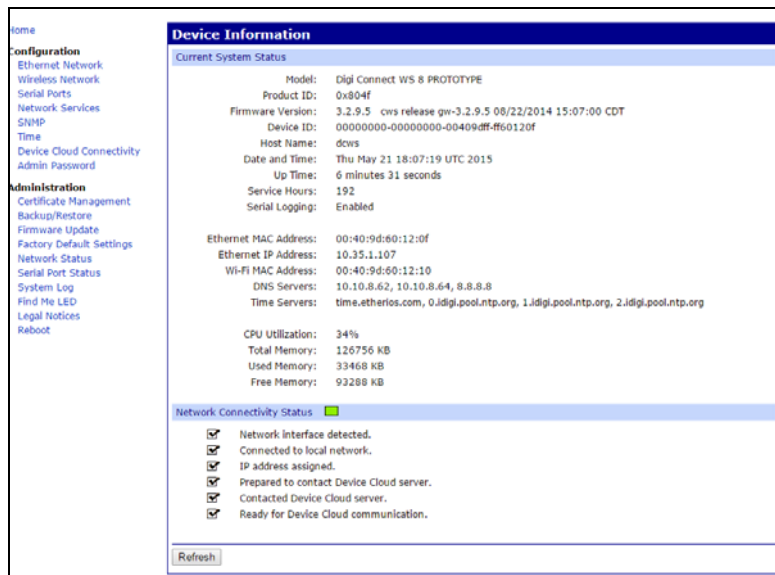 Home
Configuration
Ethernet Network
Wireless Network
Serial Ports
Network Services
SNMP
Time
Device Cloud Connectivity
Admin Password
Administration
Certificate Management
Backup/Restore
Firmware Update
Factory Default Settings
Network Status
Serial Port Status
System Log
Find Me LED
Legal Notices
Reboot
Device Information
Current System Status
Model: Digi Connect WS 8 PROTOTYPE
Product ID: 0x804f
Firmware Version: 3.2.9.5 cws release gw-3.2.9.5 08/22/2014 15:07:00 CDT
Device ID: 00000000-00000000-00409dff-ff60120f
Host Name: dcws
Date and Time: Thu May 21 18:07:19 UTC 2015
Up Time: 6 minutes 31 seconds
Service Hours: 192
Serial Logging: Enabled
Ethernet MAC Address: 00:40:9d:60:12:0f
Ethernet IP Address: 10.35.1.107
Wi-Fi MAC Address: 00:40:9d:60:12:10
DNS Servers: 10.10.8.62, 10.10.8.64, 8.8.8.8
Time Servers: time.etherios.com, 0.idigi.pool.ntp.org, 1.idigi.pool.ntp.org, 2.idigi.pool.ntp.org
CPU Utilization: 34%
Total Memory: 126756 KB
Used Memory: 33468 KB
Free Memory: 93288 KB
Network Connectivity Status
Network interface detected.
Connected to local network.
IP address assigned.
Prepared to contact Device Cloud server.
Contacted Device Cloud server.
Ready for Device Cloud communication.
Refresh